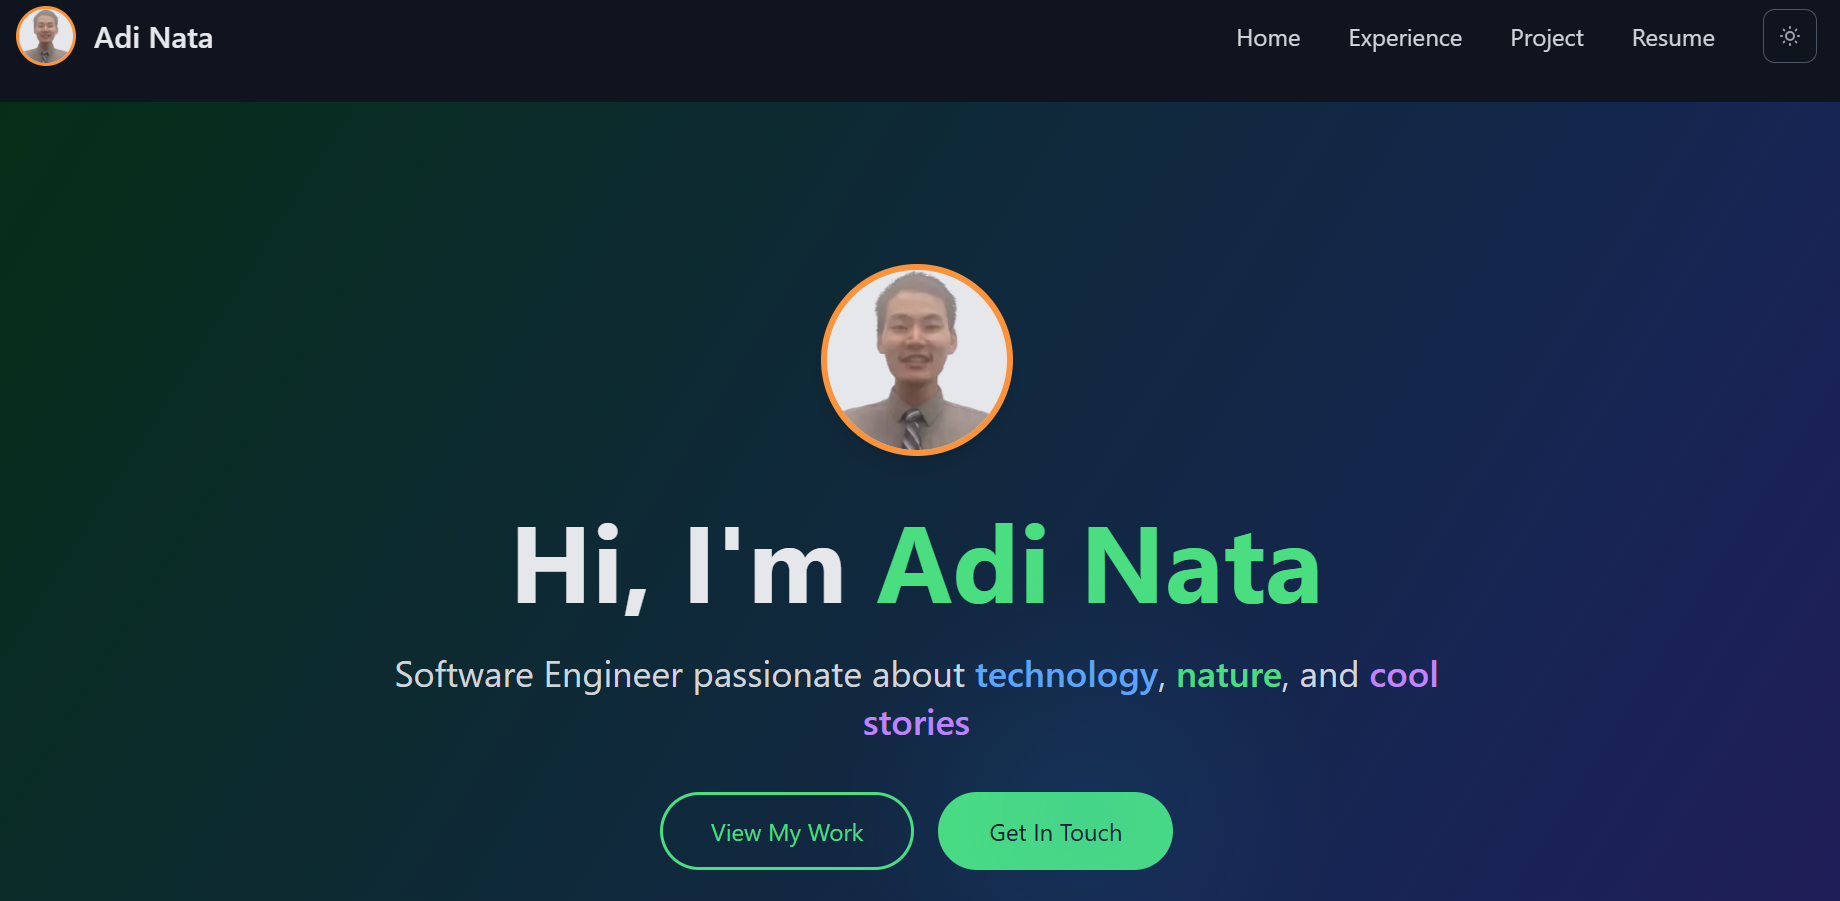 Adi Nata
Home
Experience
Project
Resume
Hi, I'm Adi Nata
Software Engineer passionate about technology, nature, and cool
stories
View My Work
Get In Touch